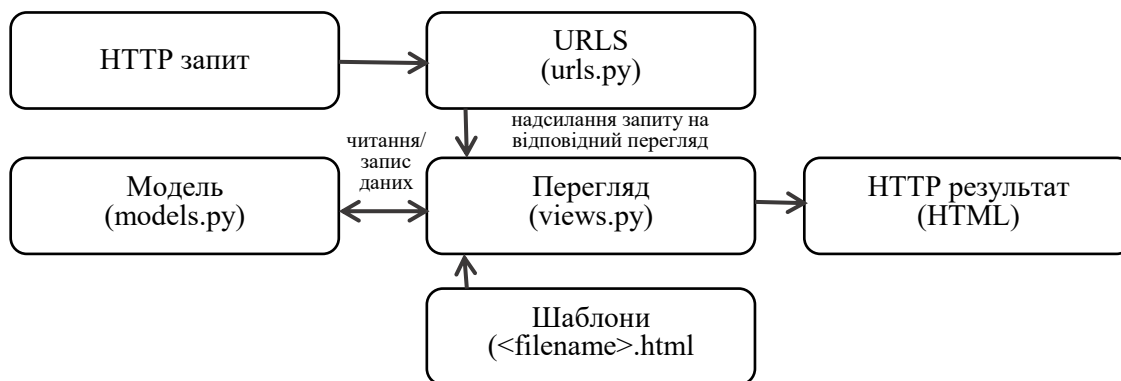 HTTP запит
URLS
(urls.py)
надсилання запиту на
відповідний перегляд
читання/
запис
даних
Модель
(models.py)
Перегляд
(views.py)
HTTP результат
(HTML)
Шаблони
(<filename>.html